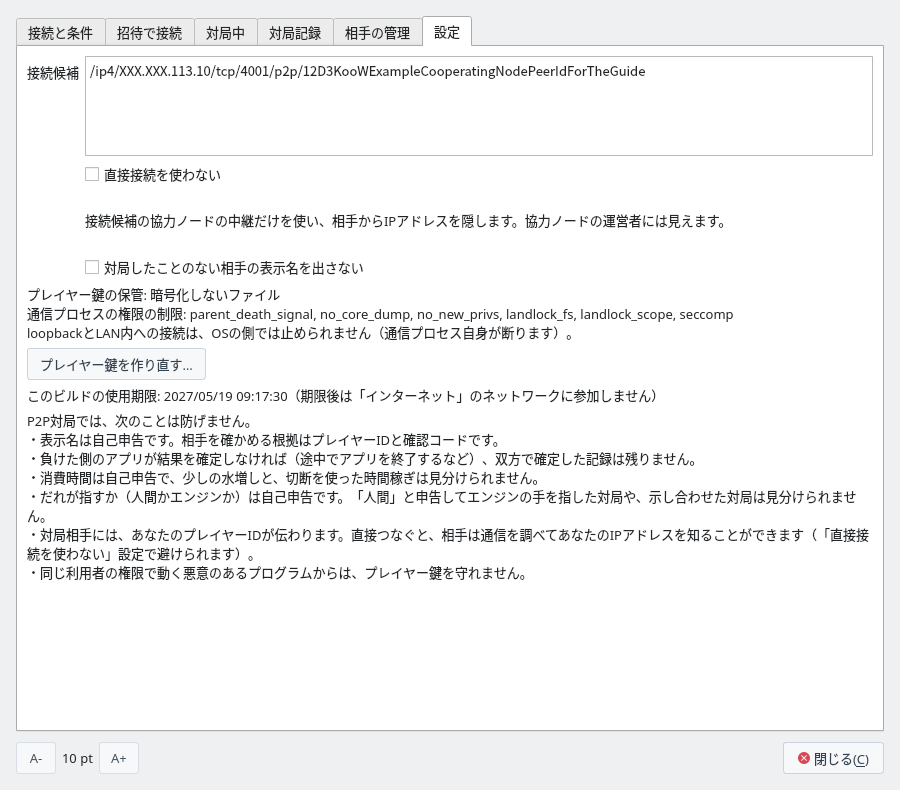 接続と条件 招待で接続 対局中 対局記録 相手の管理 設定
接続候補 /ip4/XXX.XXX.113.10/tcp/4001/p2p/12D3KooWExampleCooperatingNodePeerIdForTheGuide
直接接続を使わない
接続候補の協力ノードの中継だけを使い、相手からIPアドレスを隠します。協力ノードの運営者には見えます。
対局したことのない相手の表示名を出さない
プレイヤー鍵の保管: 暗号化しないファイル
通信プロセスの権限の制限: parent_death_signal, no_core_dump, no_new_privs, landlock_fs, landlock_scope, seccomp
loopbackとLAN内への接続は、OSの側では止められません（通信プロセス自身が断ります）。
プレイヤー鍵を作り直す...
このビルドの使用期限: 2027/05/19 09:17:30（期限後は「インターネット」のネットワークに参加しません）
P2P対局では、次のことは防げません。
・表示名は自己申告です。相手を確かめる根拠はプレイヤーIDと確認コードです。
・負けた側のアプリが結果を確定しなければ（途中でアプリを終了するなど）、双方で確定した記録は残りません。
・消費時間は自己申告で、少しの水増しと、切断を使った時間稼ぎは見分けられません。
・だれが指すか（人間かエンジンか）は自己申告です。「人間」と申告してエンジンの手を指した対局や、示し合わせた対局は見分けられませ
ん。
・対局相手には、あなたのプレイヤーIDが伝わります。直接つなぐと、相手は通信を調べてあなたのIPアドレスを知ることができます（「直接接
続を使わない」設定で避けられます）。
・同じ利用者の権限で動く悪意のあるプログラムからは、プレイヤー鍵を守れません。
A- 10 pt A+ 閉じる(C)